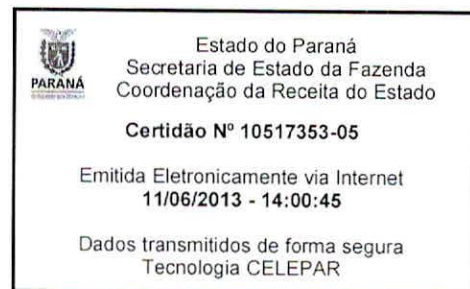 PARANÁ
Estado do Paraná
Secretaria de Estado da Fazenda
Coordenação da Receita do Estado
Certidão Nº 10517353-05
Emitida Eletronicamente via Internet
11/06/2013 - 14:00:45
Dados transmitidos de forma segura
Tecnologia CELEPAR